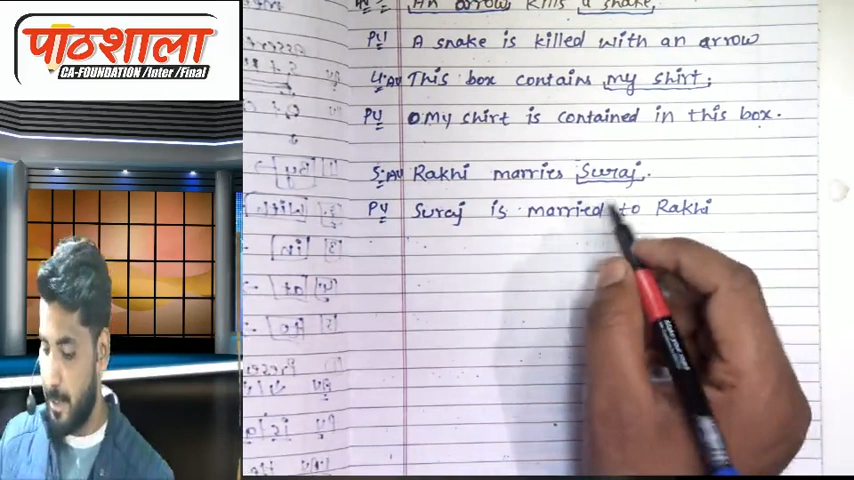 पाठशाला
CA-FOUNDATION/Inter/Final
An arrow kills a snake.
PV A snake is killed with an arrow
4. AV This box contains my shirt.
PV My shirt is contained in this box.
5. AV Rakhi marries Suraj.
PV Suraj is married to Rakhi